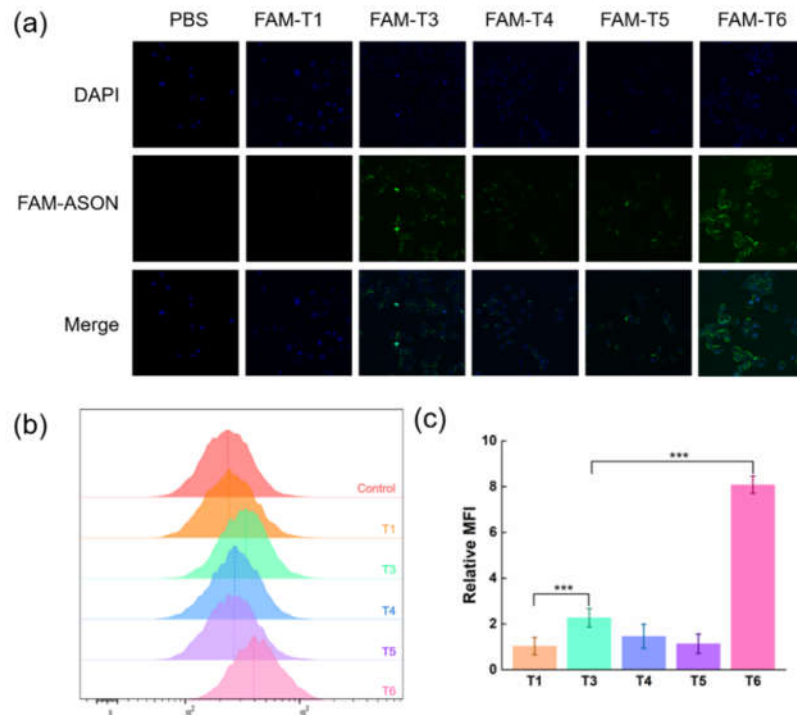 (a)
PBS FAM-T1 FAM-T3 FAM-T4 FAM-T5 FAM-T6
DAPI
FAM-ASON
Merge
(b)
Control
T1
T3
T4
T5
T6
(c)
10
8
6
4
2
0
Relative MFI
***
***
T1 T3 T4 T5 T6